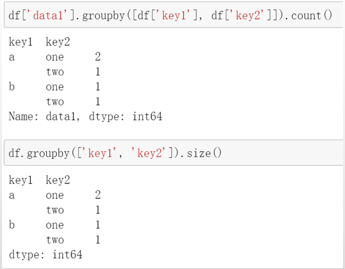 df['data1'].groupby([df['key1'], df['key2']]).count()
key1  key2
a     one     2
      two     1
b     one     1
      two     1
Name: data1, dtype: int64
df.groupby(['key1', 'key2']).size()
key1  key2
a     one     2
      two     1
b     one     1
      two     1
dtype: int64